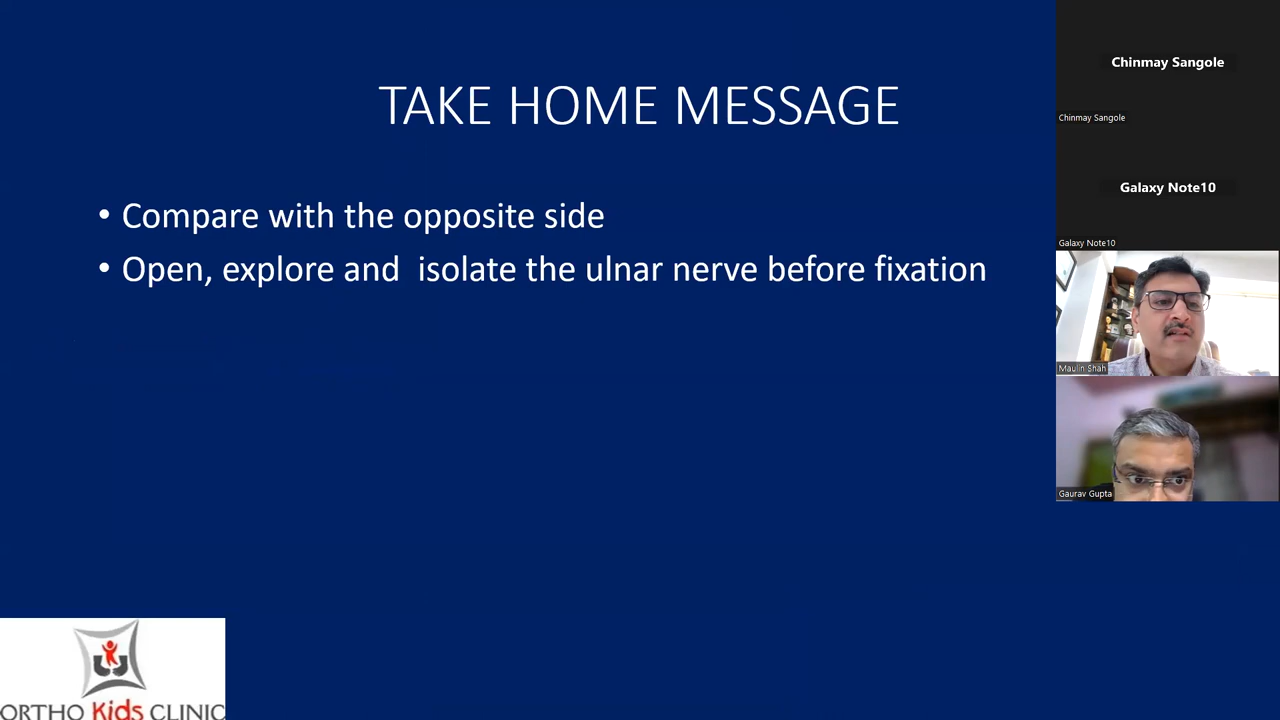 TAKE HOME MESSAGE
• Compare with the opposite side
• Open, explore and  isolate the ulnar nerve before fixation
ORTHO Kids CLINIC
Chinmay Sangole
Chinmay Sangole
Galaxy Note10
Galaxy Note10
Maulin Shah
Gaurav Gupta